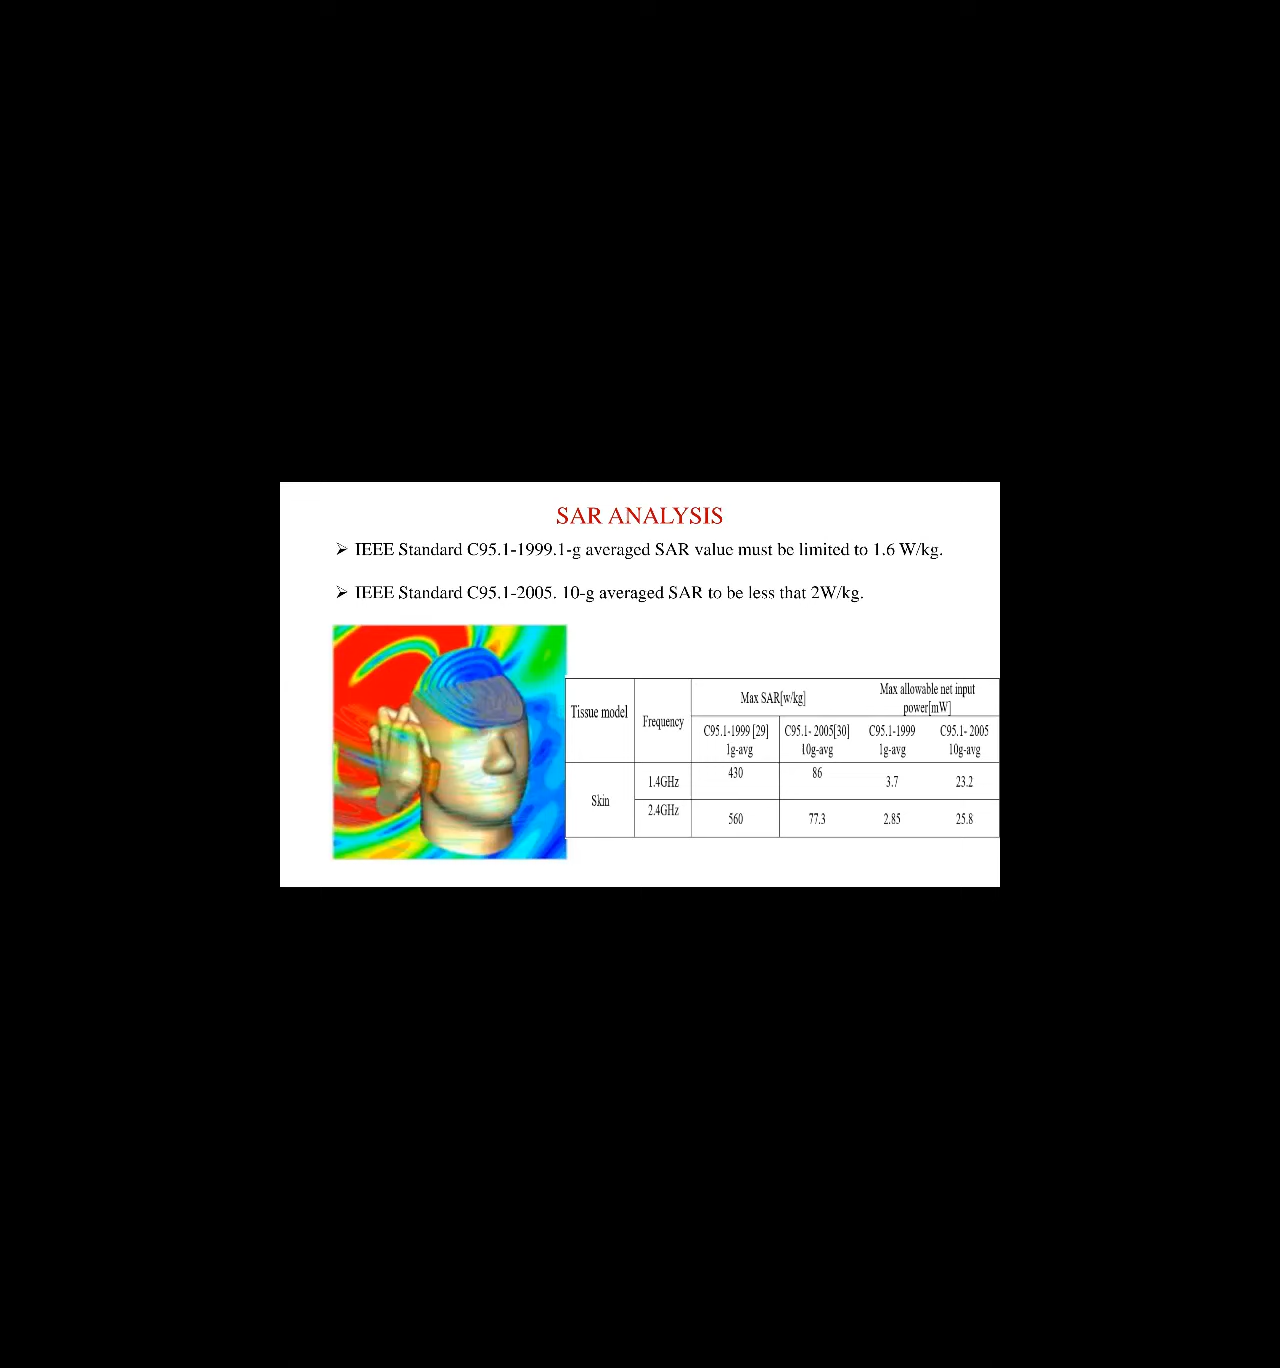 SAR ANALYSIS
➢ IEEE Standard C95.1-1999.1-g averaged SAR value must be limited to 1.6 W/kg.
➢ IEEE Standard C95.1-2005. 10-g averaged SAR to be less that 2W/kg.
Tissue model
Frequency
Max SAR[w/kg]
Max allowable net input
power[mW]
C95.1-1999 [29]
1g-avg
C95.1- 2005[30]
10g-avg
C95.1-1999
1g-avg
C95.1- 2005
10g-avg
Skin
1.4GHz 430 86 3.7 23.2
2.4GHz 560 77.3 2.85 25.8